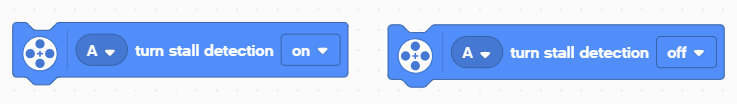 A turn stall detection on
A turn stall detection off